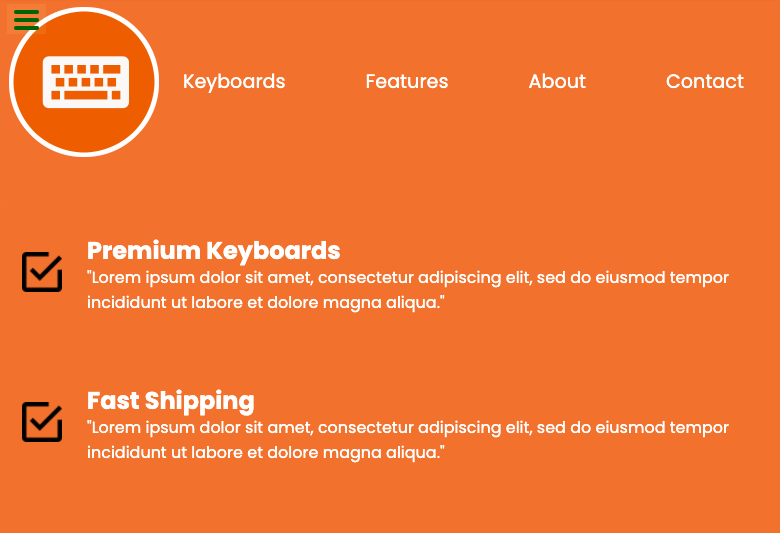 Keyboards Features About Contact
Premium Keyboards
"Lorem ipsum dolor sit amet, consectetur adipiscing elit, sed do eiusmod tempor
incididunt ut labore et dolore magna aliqua."
Fast Shipping
"Lorem ipsum dolor sit amet, consectetur adipiscing elit, sed do eiusmod tempor
incididunt ut labore et dolore magna aliqua."